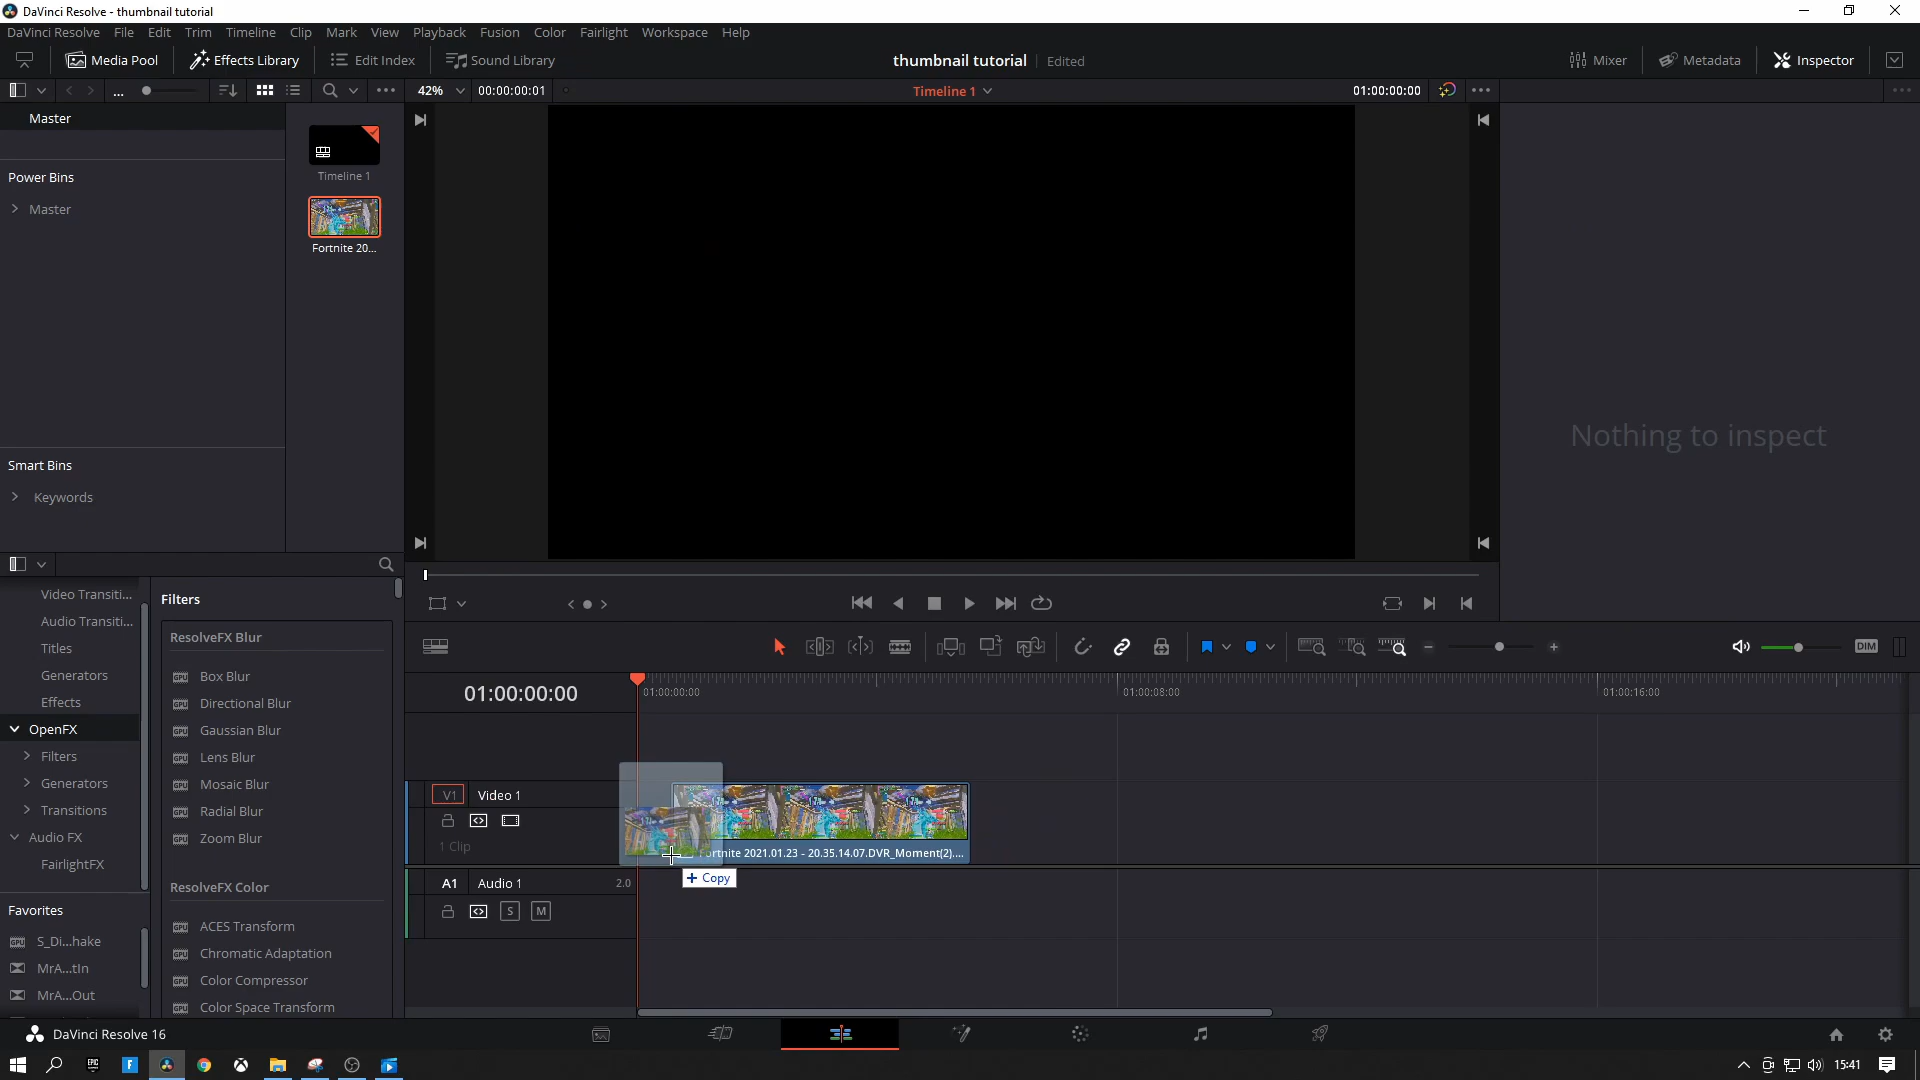 DaVinci Resolve - thumbnail tutorial
DaVinci Resolve File Edit Trim Timeline Clip Mark View Playback Fusion Color Fairlight Workspace Help
Media Pool Effects Library Edit Index Sound Library thumbnail tutorial Edited Mixer Metadata Inspector
... 42% 00:00:00:01 Timeline 1 01:00:00:00
Master
Timeline 1
Power Bins
Master
Fortnite 20...
Nothing to inspect
Smart Bins
Keywords
Video Transiti...
Audio Transiti...
Titles
Generators
Effects
OpenFX
Filters
Generators
Transitions
Audio FX
FairlightFX
Favorites
S_Di...hake
MrA...tIn
MrA...Out
Filters
ResolveFX Blur
Box Blur
Directional Blur
Gaussian Blur
Lens Blur
Mosaic Blur
Radial Blur
Zoom Blur
ResolveFX Color
ACES Transform
Chromatic Adaptation
Color Compressor
Color Space Transform
DIM
01:00:00:00
01:00:00:00 01:00:08:00 01:00:16:00
V1 Video 1
1 Clip
2021.01.23 - 20.35.14.07.DVR_Moment(2)....
+ Copy
A1 Audio 1 2.0
S M
DaVinci Resolve 16
15:41